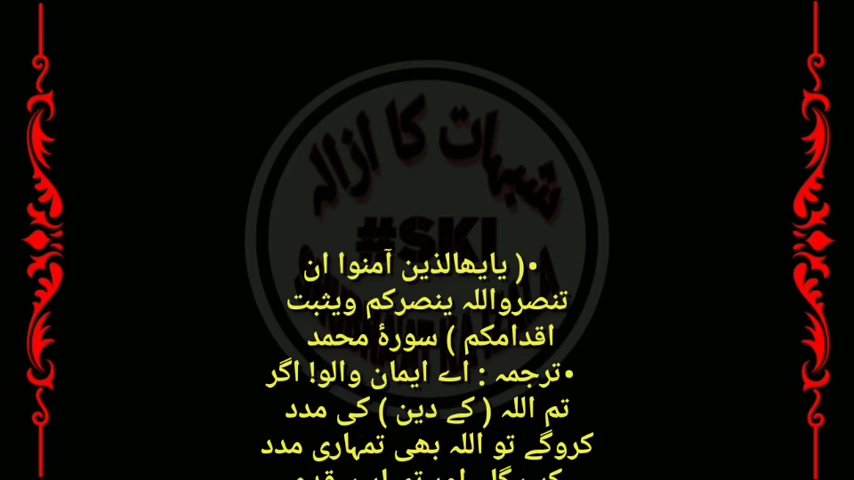 شبہات کا ازالہ
#SKI
•( یایھالذین آمنوا ان
تنصرواللہ ینصرکم ویثبت
اقدامکم ) سورۂ محمد
•ترجمہ : اے ایمان والو! اگر
تم اللہ ( کے دین ) کی مدد
کروگے تو اللہ بھی تمہاری مدد